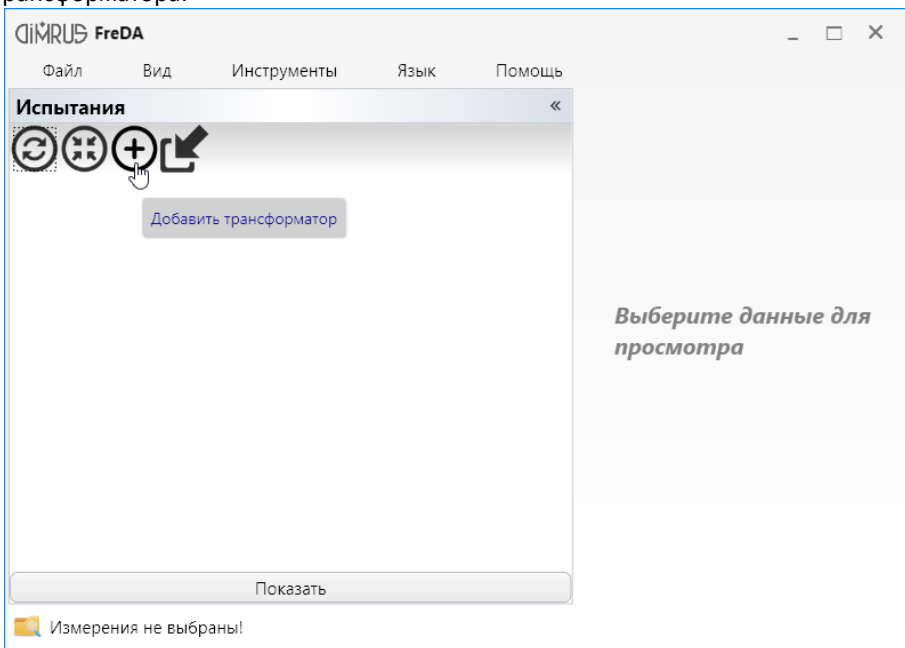 рансформатора.
DiMRUS FreDA
Файл Вид Инструменты Язык Помощь
Испытания «
Добавить трансформатор
Выберите данные для
просмотра
Показать
Измерения не выбраны!